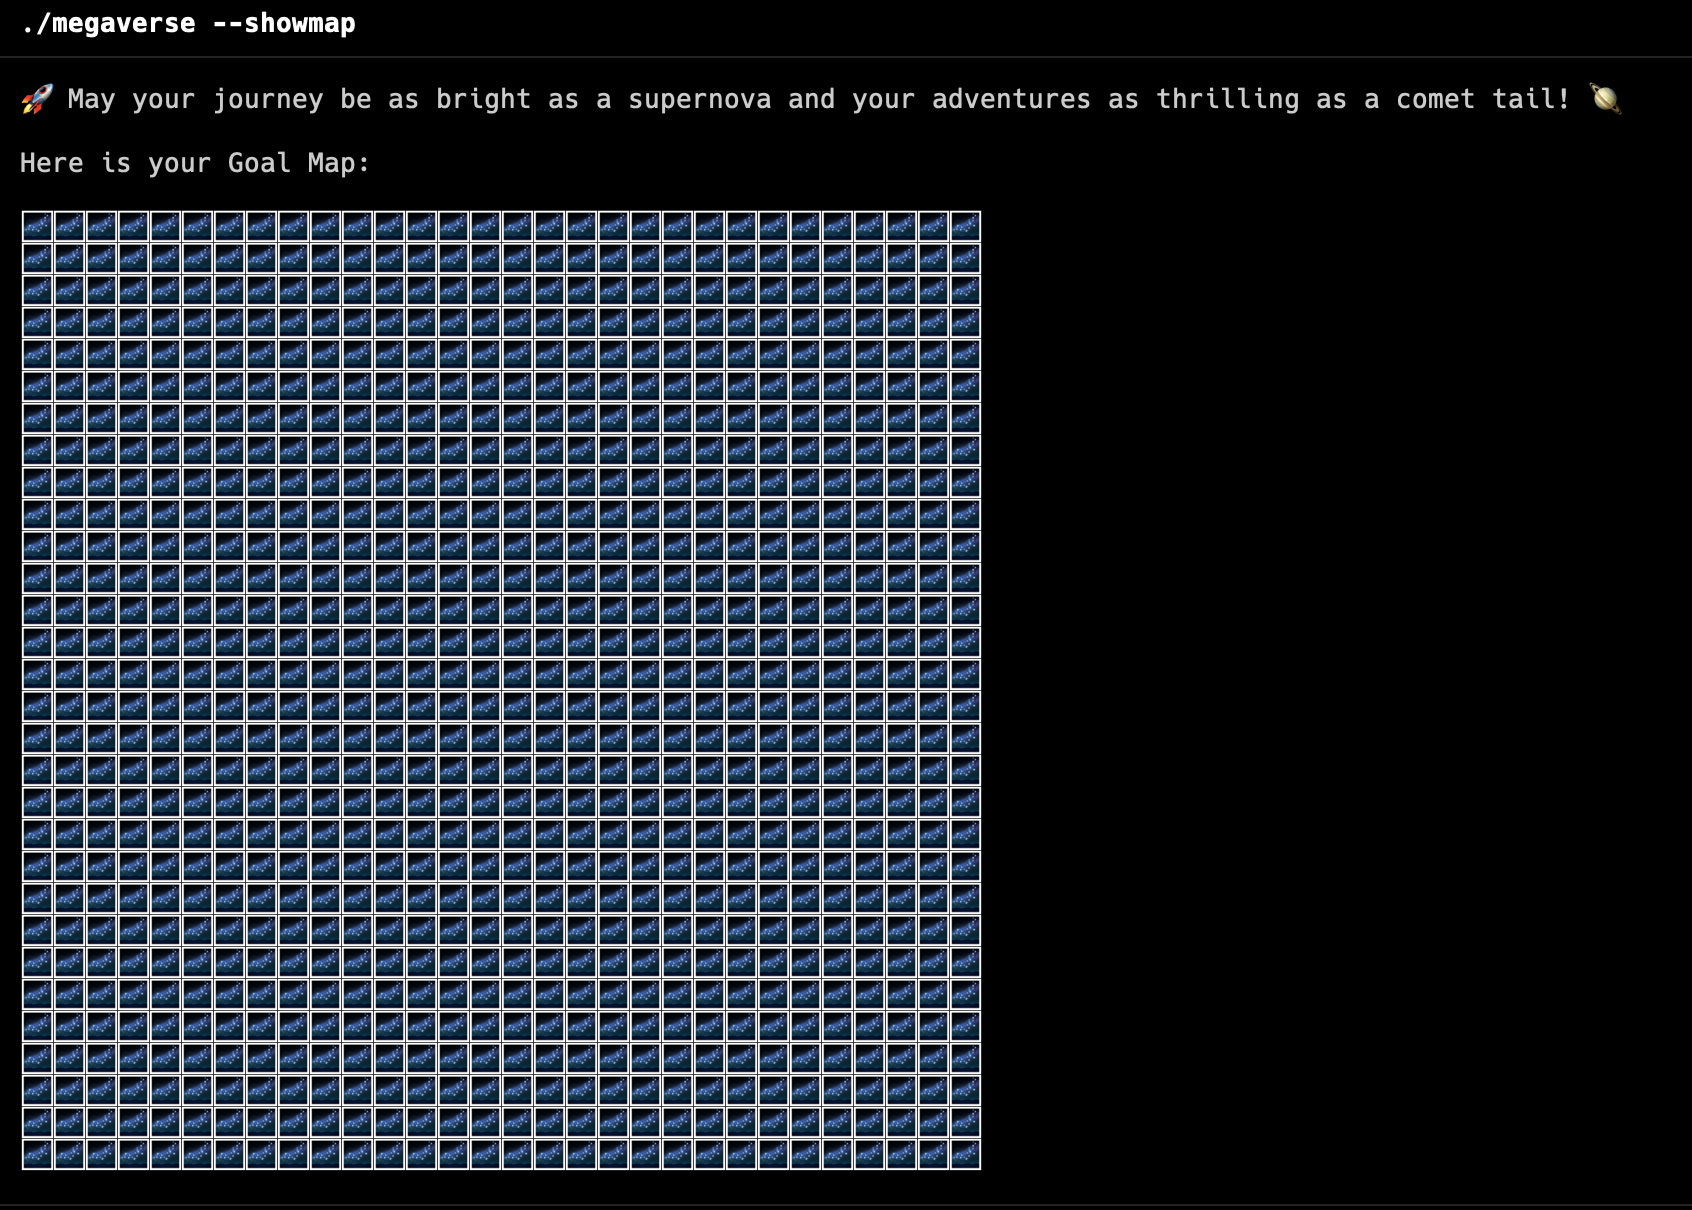 ./megaverse --showmap
🚀 May your journey be as bright as a supernova and your adventures as thrilling as a comet tail! 🪐
Here is your Goal Map: